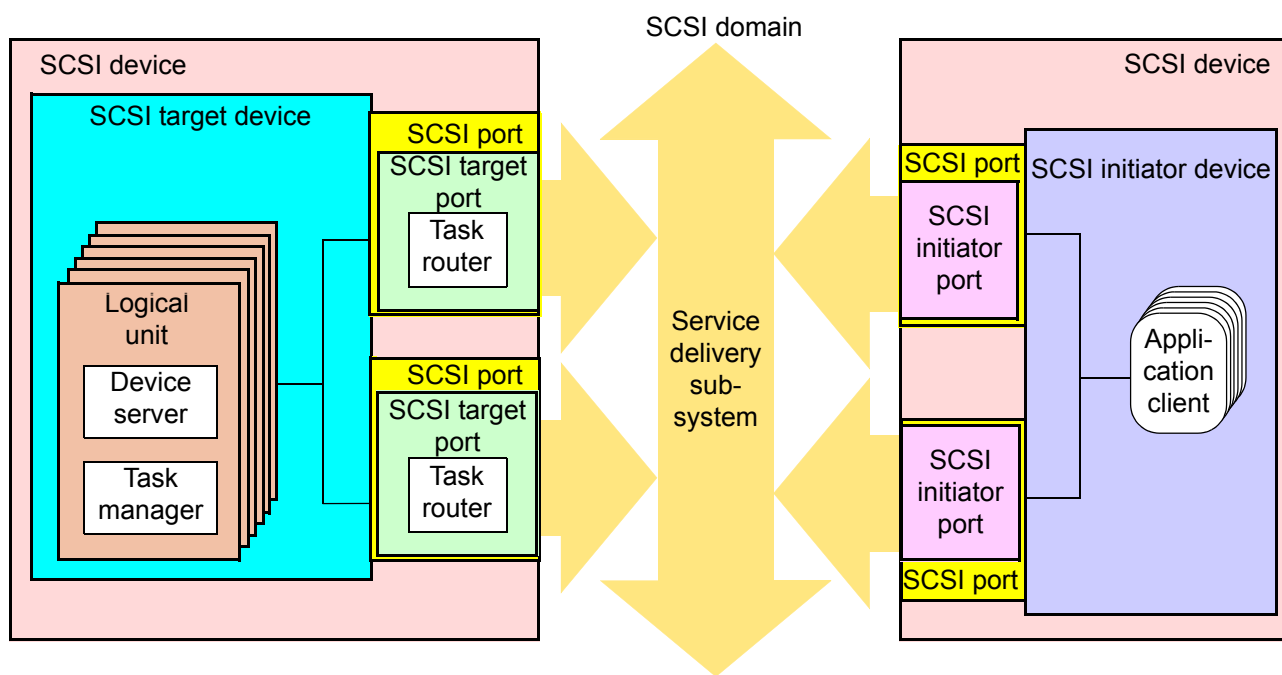 SCSI domain
SCSI device
SCSI target device
SCSI port
SCSI target
port
Task
router
Logical
unit
Device
server
Task
manager
SCSI port
SCSI target
port
Task
router
Service
delivery
sub-
system
SCSI device
SCSI port
SCSI initiator device
SCSI
initiator
port
Appli-
cation
client
SCSI
initiator
port
SCSI port